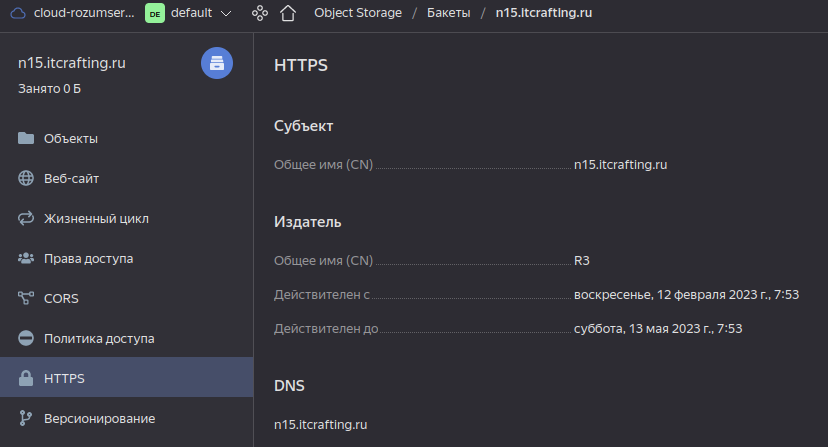 cloud-rozumser... DE default Object Storage / Бакеты / n15.itcrafting.ru
n15.itcrafting.ru
Занято 0 Б
Объекты
Веб-сайт
Жизненный цикл
Права доступа
CORS
Политика доступа
HTTPS
Версионирование
HTTPS
Субъект
Общее имя (CN) n15.itcrafting.ru
Издатель
Общее имя (CN) R3
Действителен с воскресенье, 12 февраля 2023 г., 7:53
Действителен до суббота, 13 мая 2023 г., 7:53
DNS
n15.itcrafting.ru